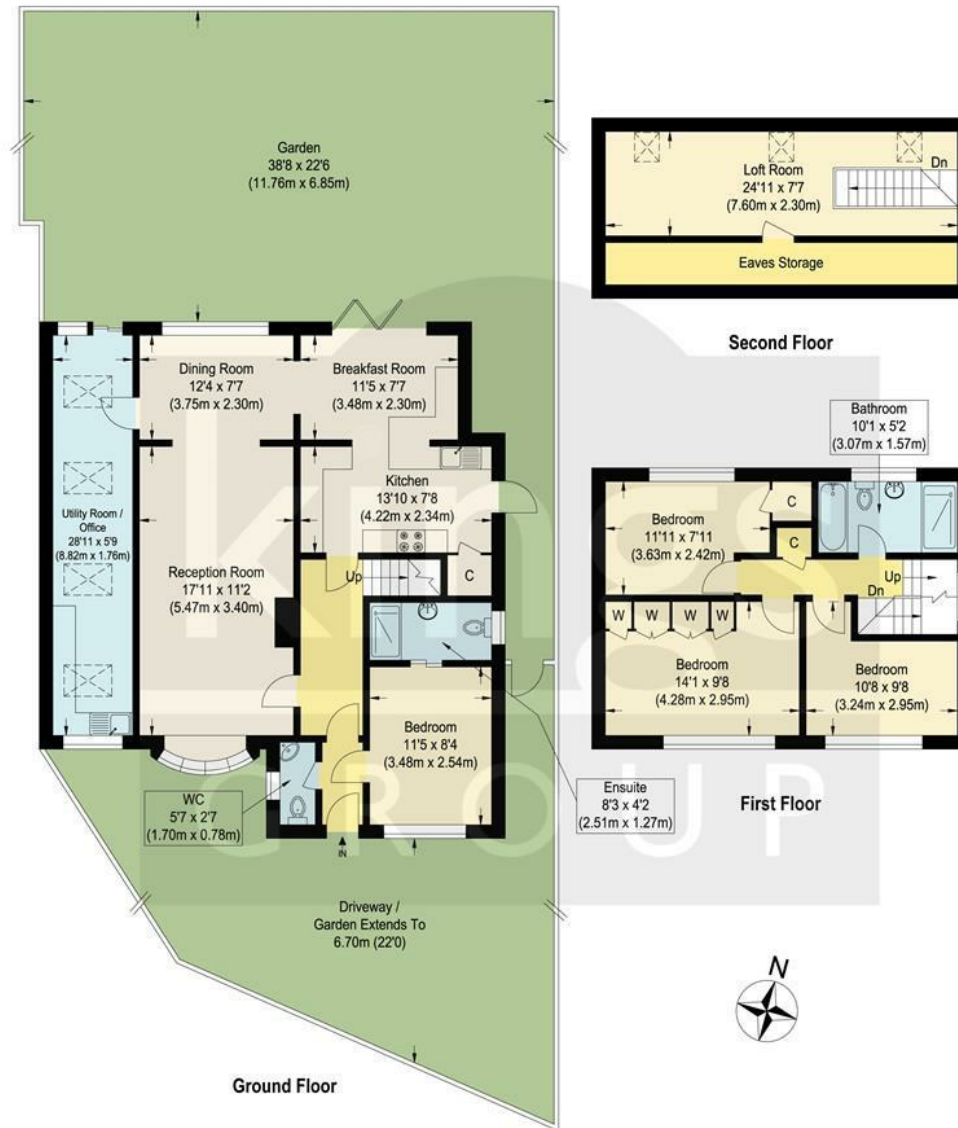 Garden
38'8 x 22'6
(11.76m x 6.85m)
Dn
Loft Room
24'11 x 7'7
(7.60m x 2.30m)
Eaves Storage
Second Floor
Dining Room
12'4 x 7'7
(3.75m x 2.30m)
Breakfast Room
11'5 x 7'7
(3.48m x 2.30m)
Kitchen
13'10 x 7'8
(4.22m x 2.34m)
Utility Room /
Office
28'11 x 5'9
(8.82m x 1.76m)
Reception Room
17'11 x 11'2
(5.47m x 3.40m)
Up
C
Bedroom
11'5 x 8'4
(3.48m x 2.54m)
WC
5'7 x 2'7
(1.70m x 0.78m)
IN
Ensuite
8'3 x 4'2
(2.51m x 1.27m)
Driveway /
Garden Extends To
6.70m (22'0)
Ground Floor
Bathroom
10'1 x 5'2
(3.07m x 1.57m)
Bedroom
11'11 x 7'11
(3.63m x 2.42m)
C
C
Up
Dn
W W W W
Bedroom
14'1 x 9'8
(4.28m x 2.95m)
Bedroom
10'8 x 9'8
(3.24m x 2.95m)
First Floor
N
kings
GROUP